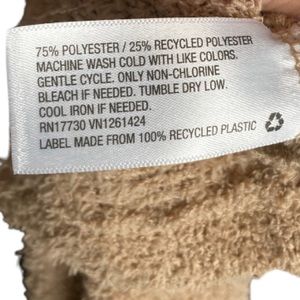 75% POLYESTER / 25% RECYCLED POLYESTER
MACHINE WASH COLD WITH LIKE COLORS.
GENTLE CYCLE. ONLY NON-CHLORINE
BLEACH IF NEEDED. TUMBLE DRY LOW.
COOL IRON IF NEEDED.
RN17730 VN1261424
LABEL MADE FROM 100% RECYCLED PLASTIC